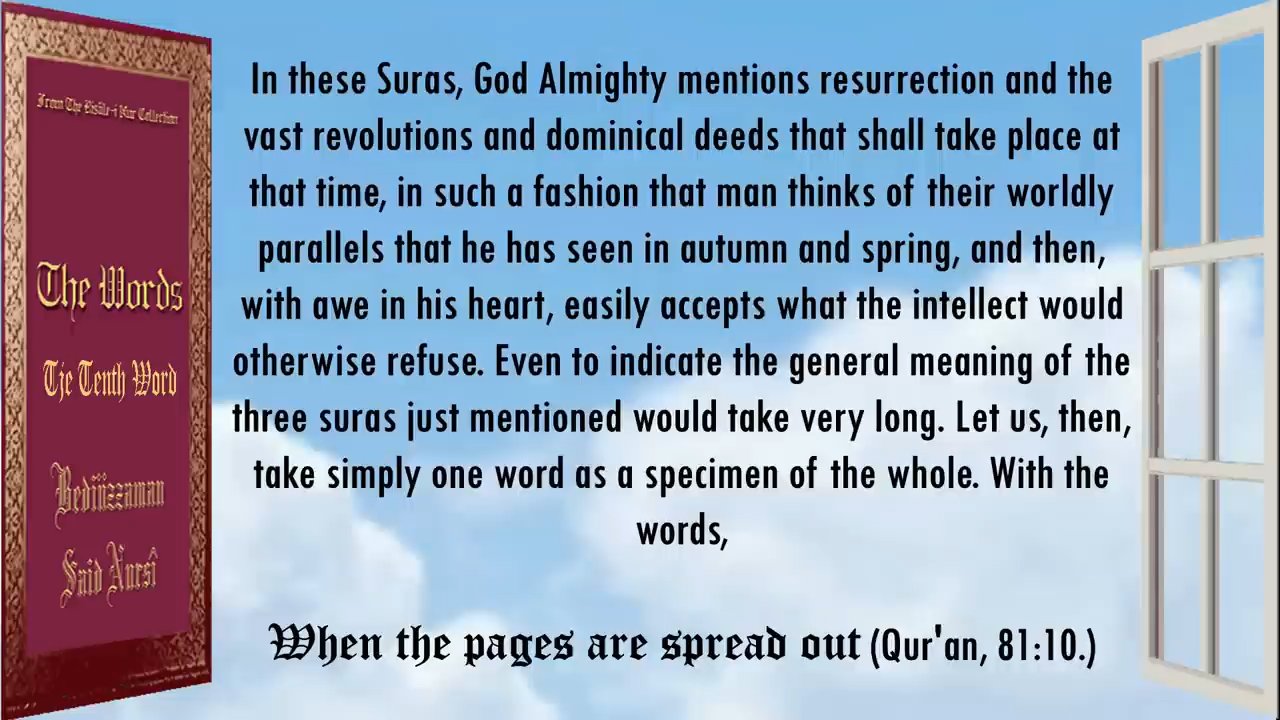 From The Risale-i Nur Collection
The Words
Tje Tenth Word
Bediüzzaman
Said Nursî
In these Suras, God Almighty mentions resurrection and the
vast revolutions and dominical deeds that shall take place at
that time, in such a fashion that man thinks of their worldly
parallels that he has seen in autumn and spring, and then,
with awe in his heart, easily accepts what the intellect would
otherwise refuse. Even to indicate the general meaning of the
three suras just mentioned would take very long. Let us, then,
take simply one word as a specimen of the whole. With the
words,
When the pages are spread out (Qur'an, 81:10.)